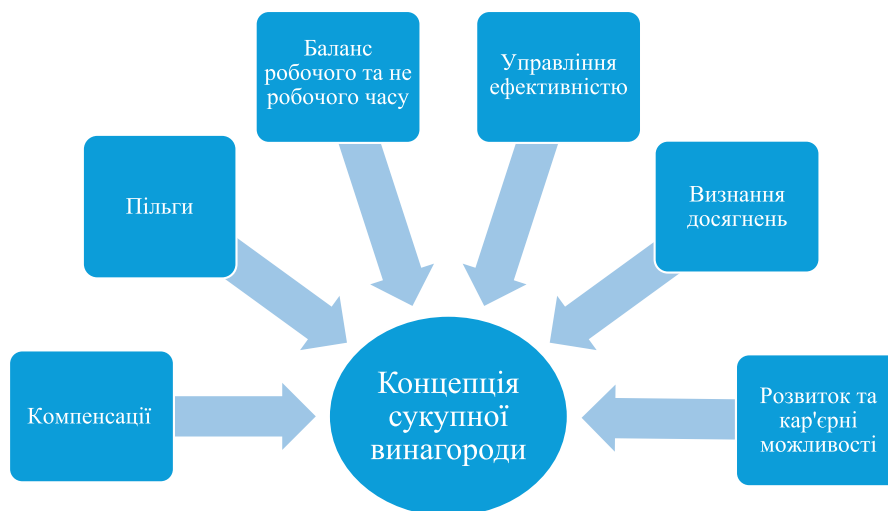 Баланс
робочого та не
робочого часу
Управління
ефективністю
Пільги
Визнання
досягнень
Компенсації
Концепція
сукупної
винагороди
Розвиток та
кар'єрні
можливості